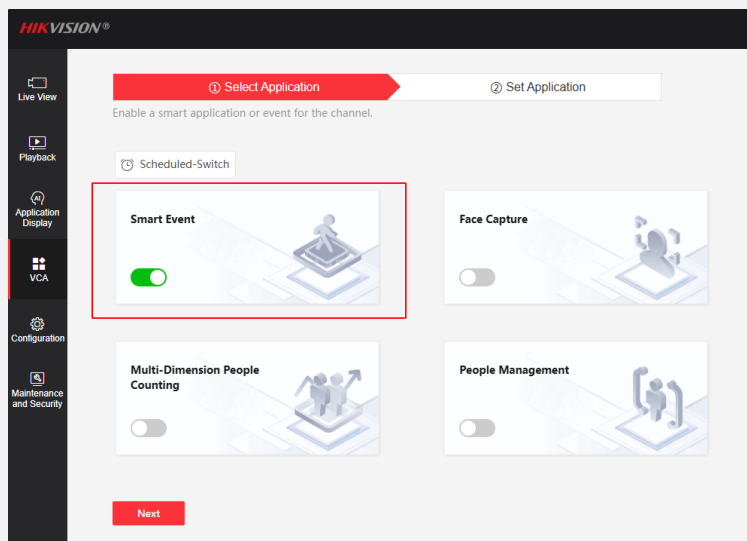 HIKVISION®
Live View
Playback
AI
Application
Display
VCA
Configuration
Maintenance
and Security
① Select Application
② Set Application
Enable a smart application or event for the channel.
Scheduled-Switch
Smart Event
Face Capture
Multi-Dimension People
Counting
People Management
Next